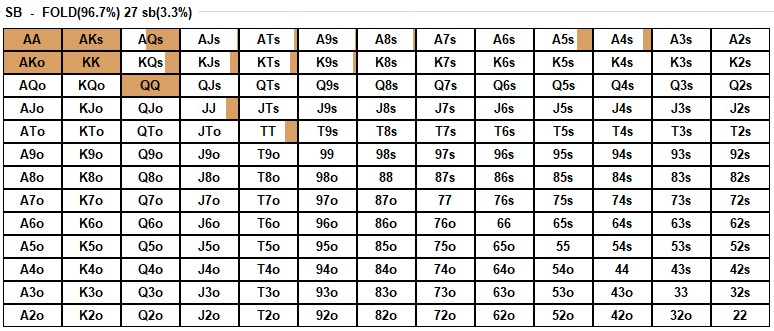 SB - FOLD(96.7%) 27 sb(3.3%)
AA AKs AQs AJs ATs A9s A8s A7s A6s A5s A4s A3s A2s
AKo KK KQs KJs KTs K9s K8s K7s K6s K5s K4s K3s K2s
AQo KQo QQ QJs QTs Q9s Q8s Q7s Q6s Q5s Q4s Q3s Q2s
AJo KJo QJo JJ JTs J9s J8s J7s J6s J5s J4s J3s J2s
ATo KTo QTo JTo TT T9s T8s T7s T6s T5s T4s T3s T2s
A9o K9o Q9o J9o T9o 99 98s 97s 96s 95s 94s 93s 92s
A8o K8o Q8o J8o T8o 98o 88 87s 86s 85s 84s 83s 82s
A7o K7o Q7o J7o T7o 97o 87o 77 76s 75s 74s 73s 72s
A6o K6o Q6o J6o T6o 96o 86o 76o 66 65s 64s 63s 62s
A5o K5o Q5o J5o T5o 95o 85o 75o 65o 55 54s 53s 52s
A4o K4o Q4o J4o T4o 94o 84o 74o 64o 54o 44 43s 42s
A3o K3o Q3o J3o T3o 93o 83o 73o 63o 53o 43o 33 32s
A2o K2o Q2o J2o T2o 92o 82o 72o 62o 52o 42o 32o 22